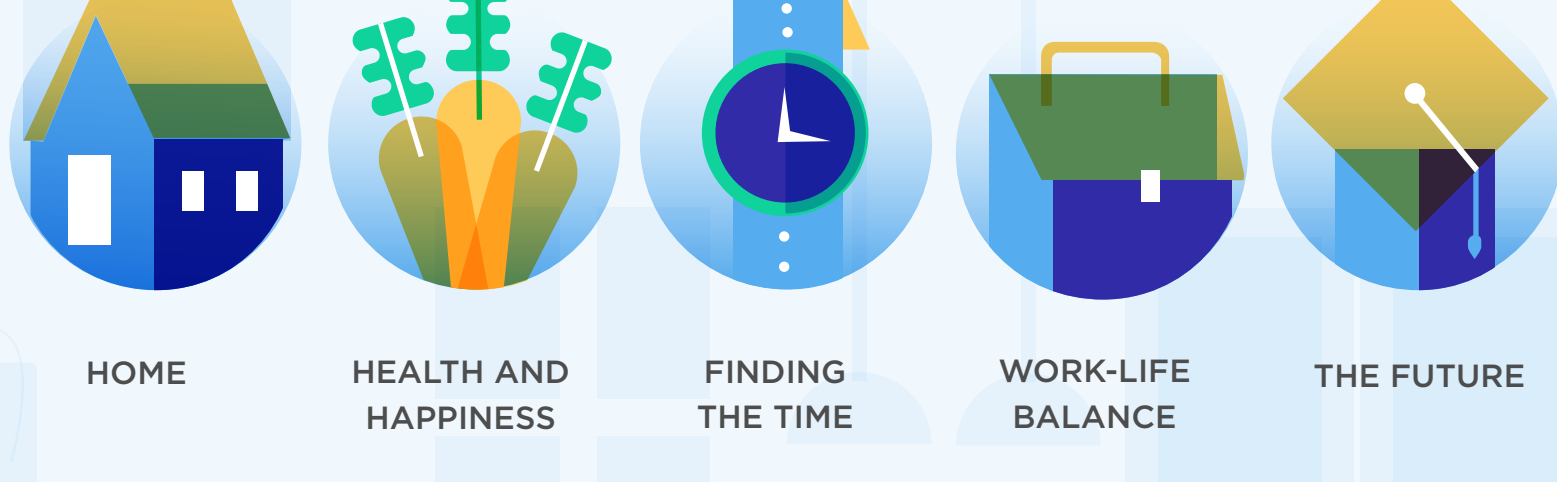 HOME
HEALTH AND
HAPPINESS
FINDING
THE TIME
WORK-LIFE
BALANCE
THE FUTURE